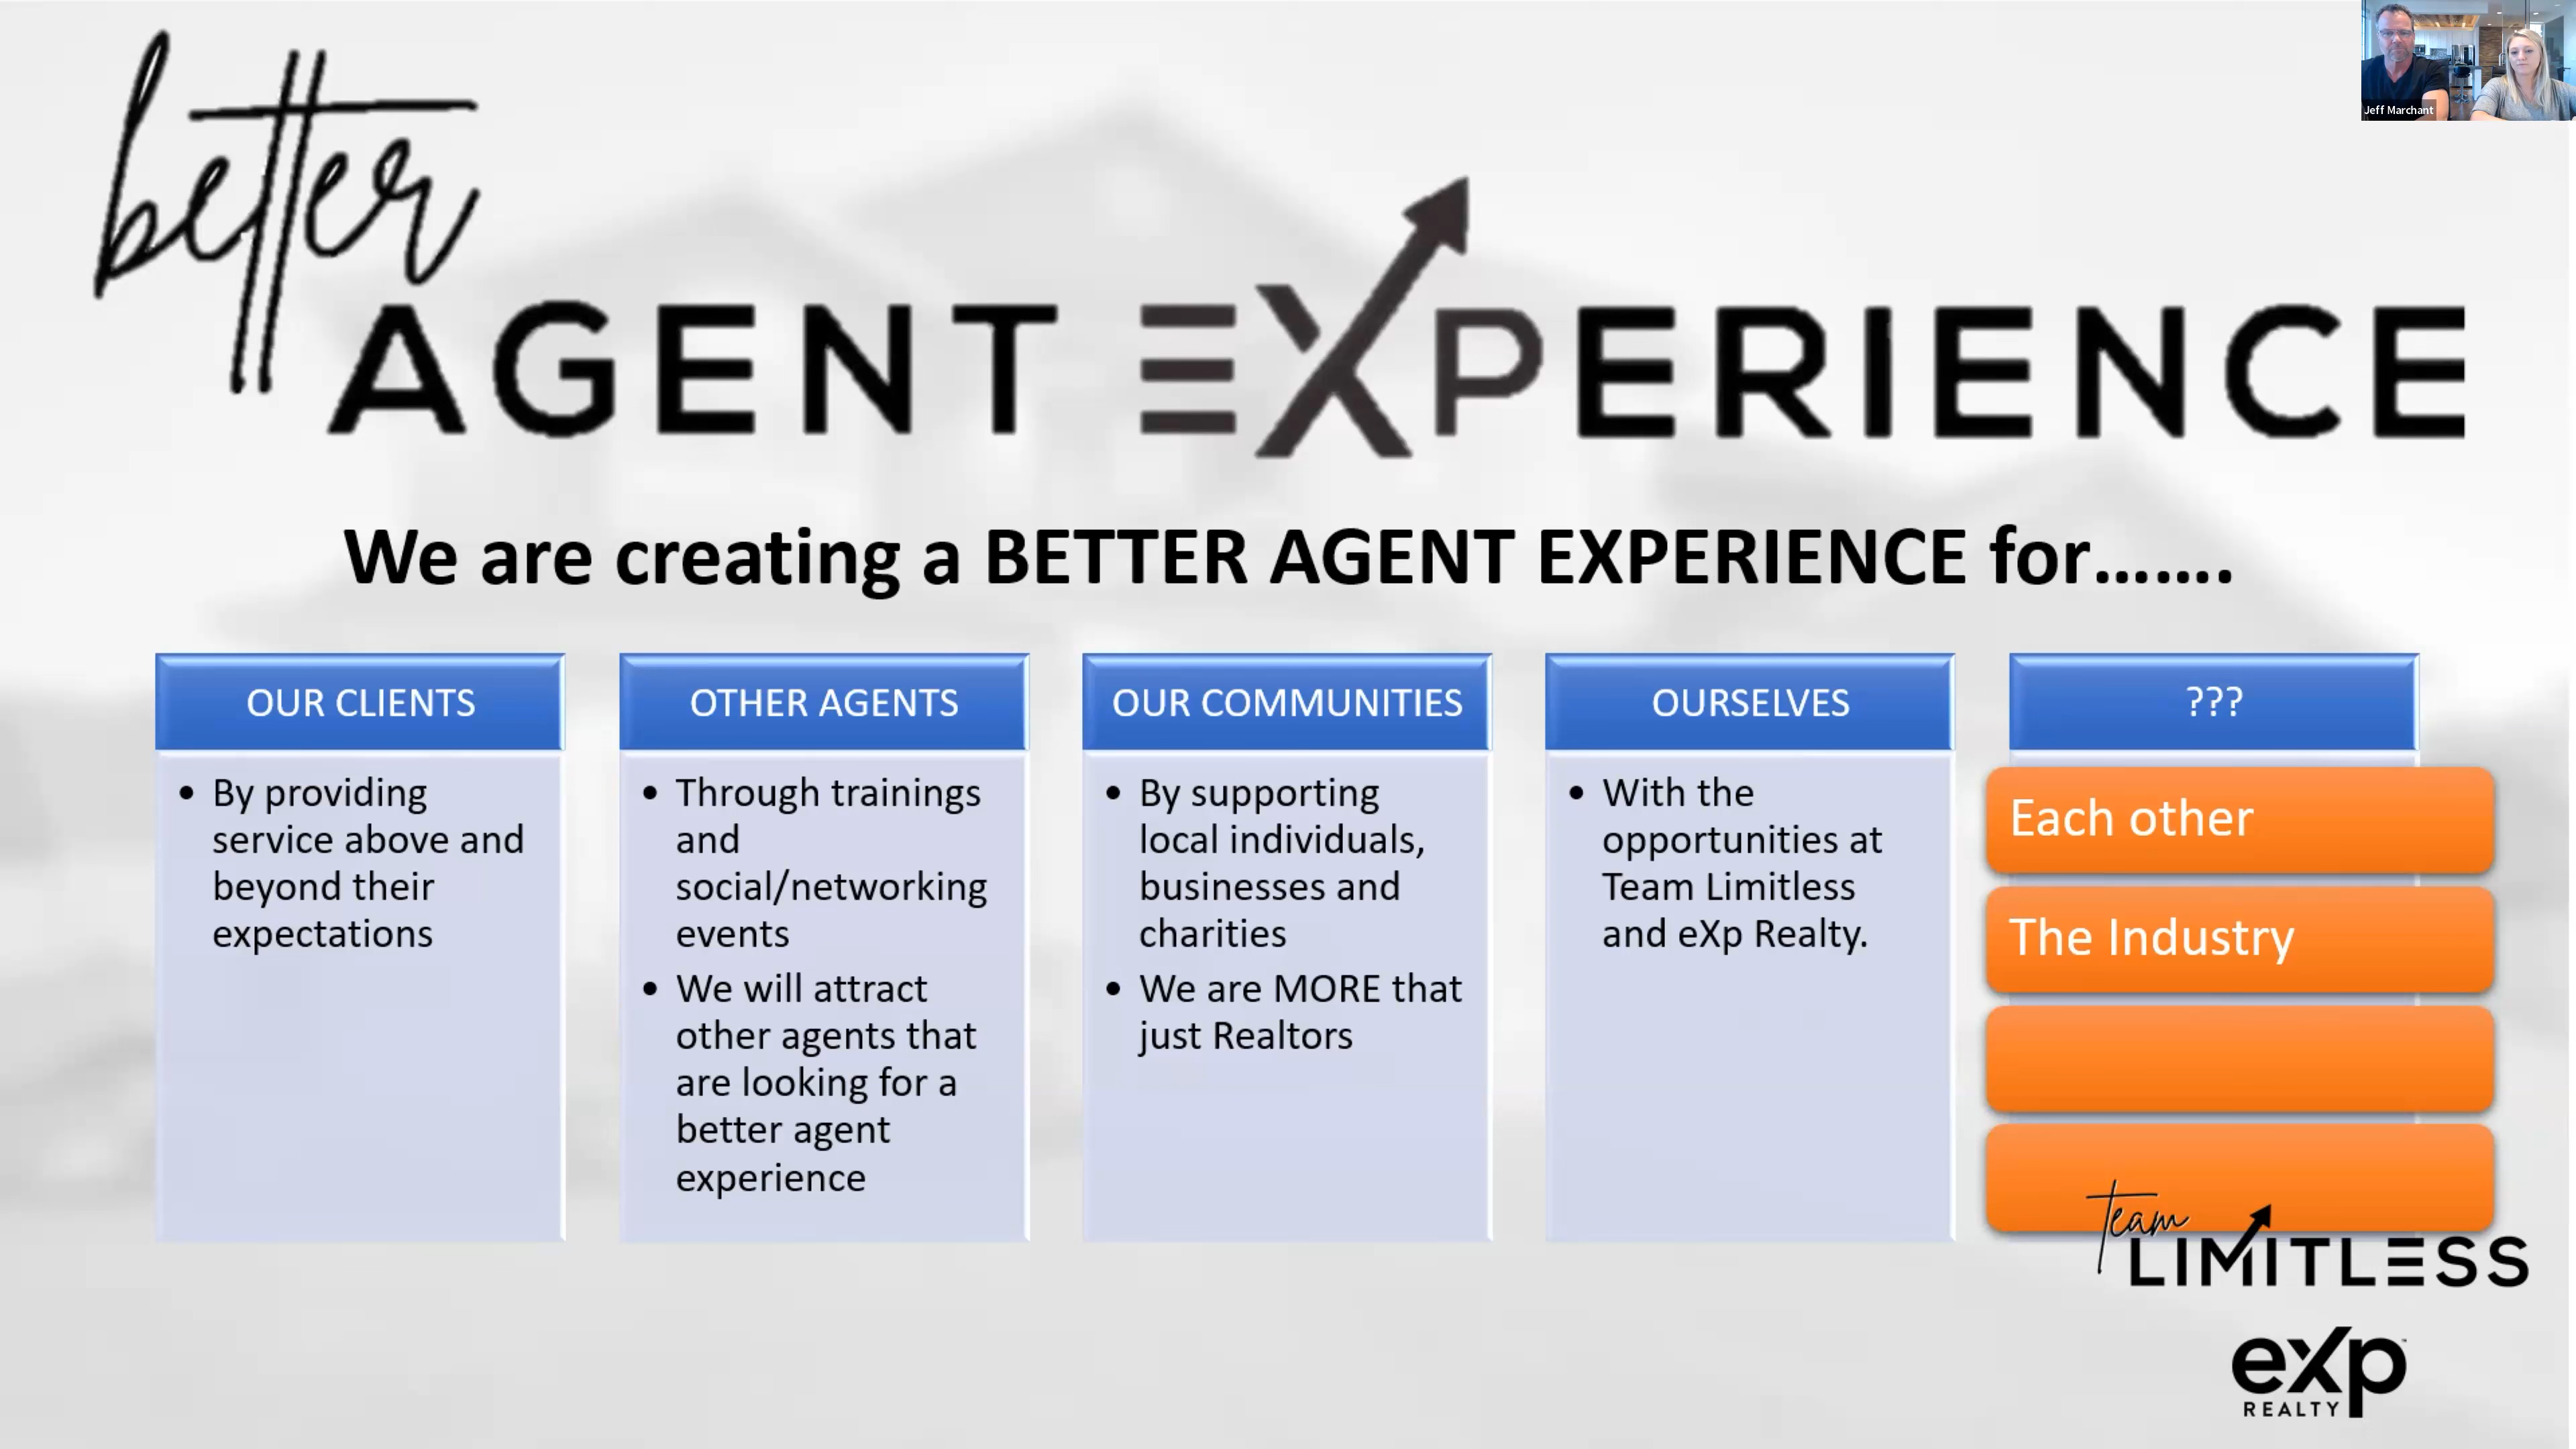 Jeff Marchant
better
AGENT EXPERIENCE
We are creating a BETTER AGENT EXPERIENCE for.......
OUR CLIENTS
• By providing
service above and
beyond their
expectations
OTHER AGENTS
• Through trainings
and
social/networking
events
• We will attract
other agents that
are looking for a
better agent
experience
OUR COMMUNITIES
• By supporting
local individuals,
businesses and
charities
• We are MORE that
just Realtors
OURSELVES
• With the
opportunities at
Team Limitless
and eXp Realty.
???
Each other
The Industry
team
LIMITLESS
eXp
REALTY